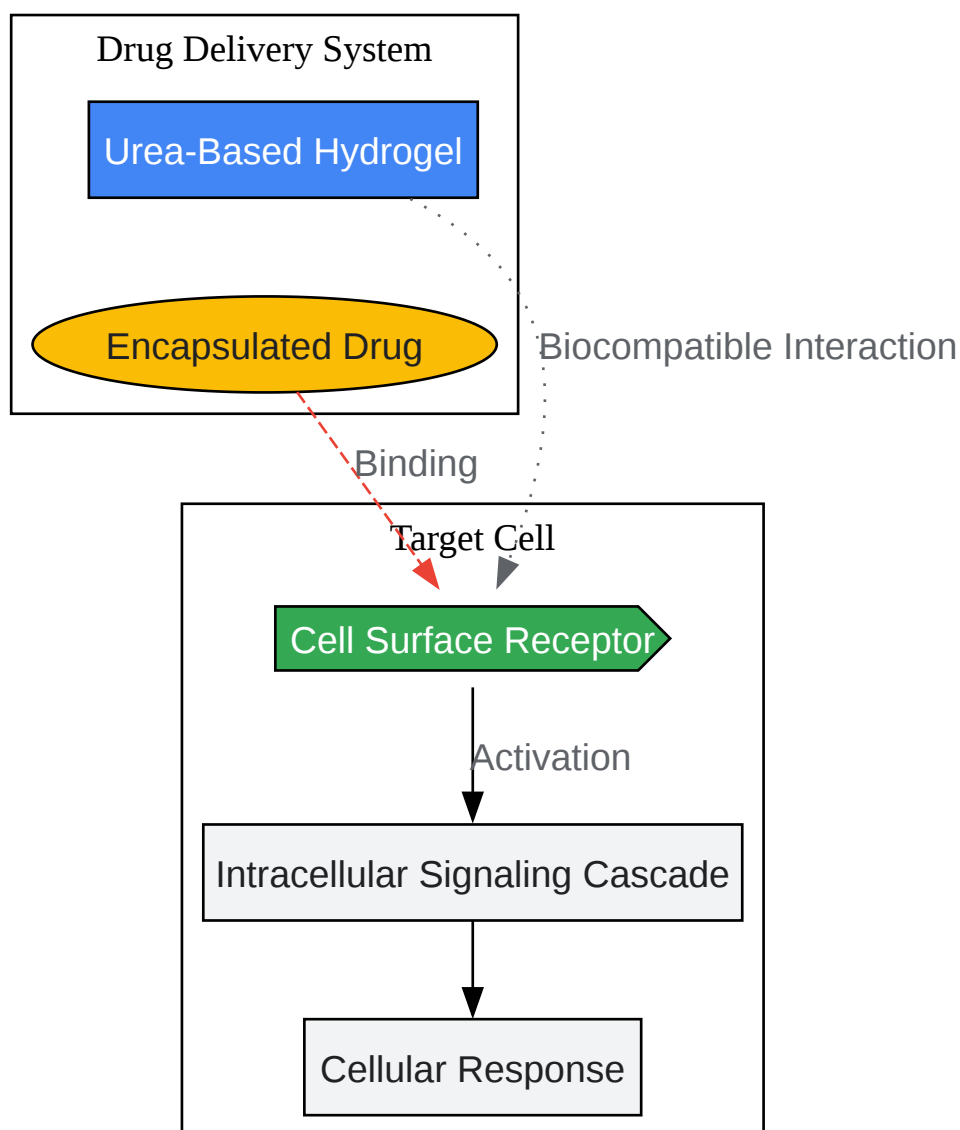 Drug Delivery System
Urea-Based Hydrogel
Encapsulated Drug
Biocompatible Interaction
Binding
Target Cell
Cell Surface Receptor
Activation
Intracellular Signaling Cascade
Cellular Response